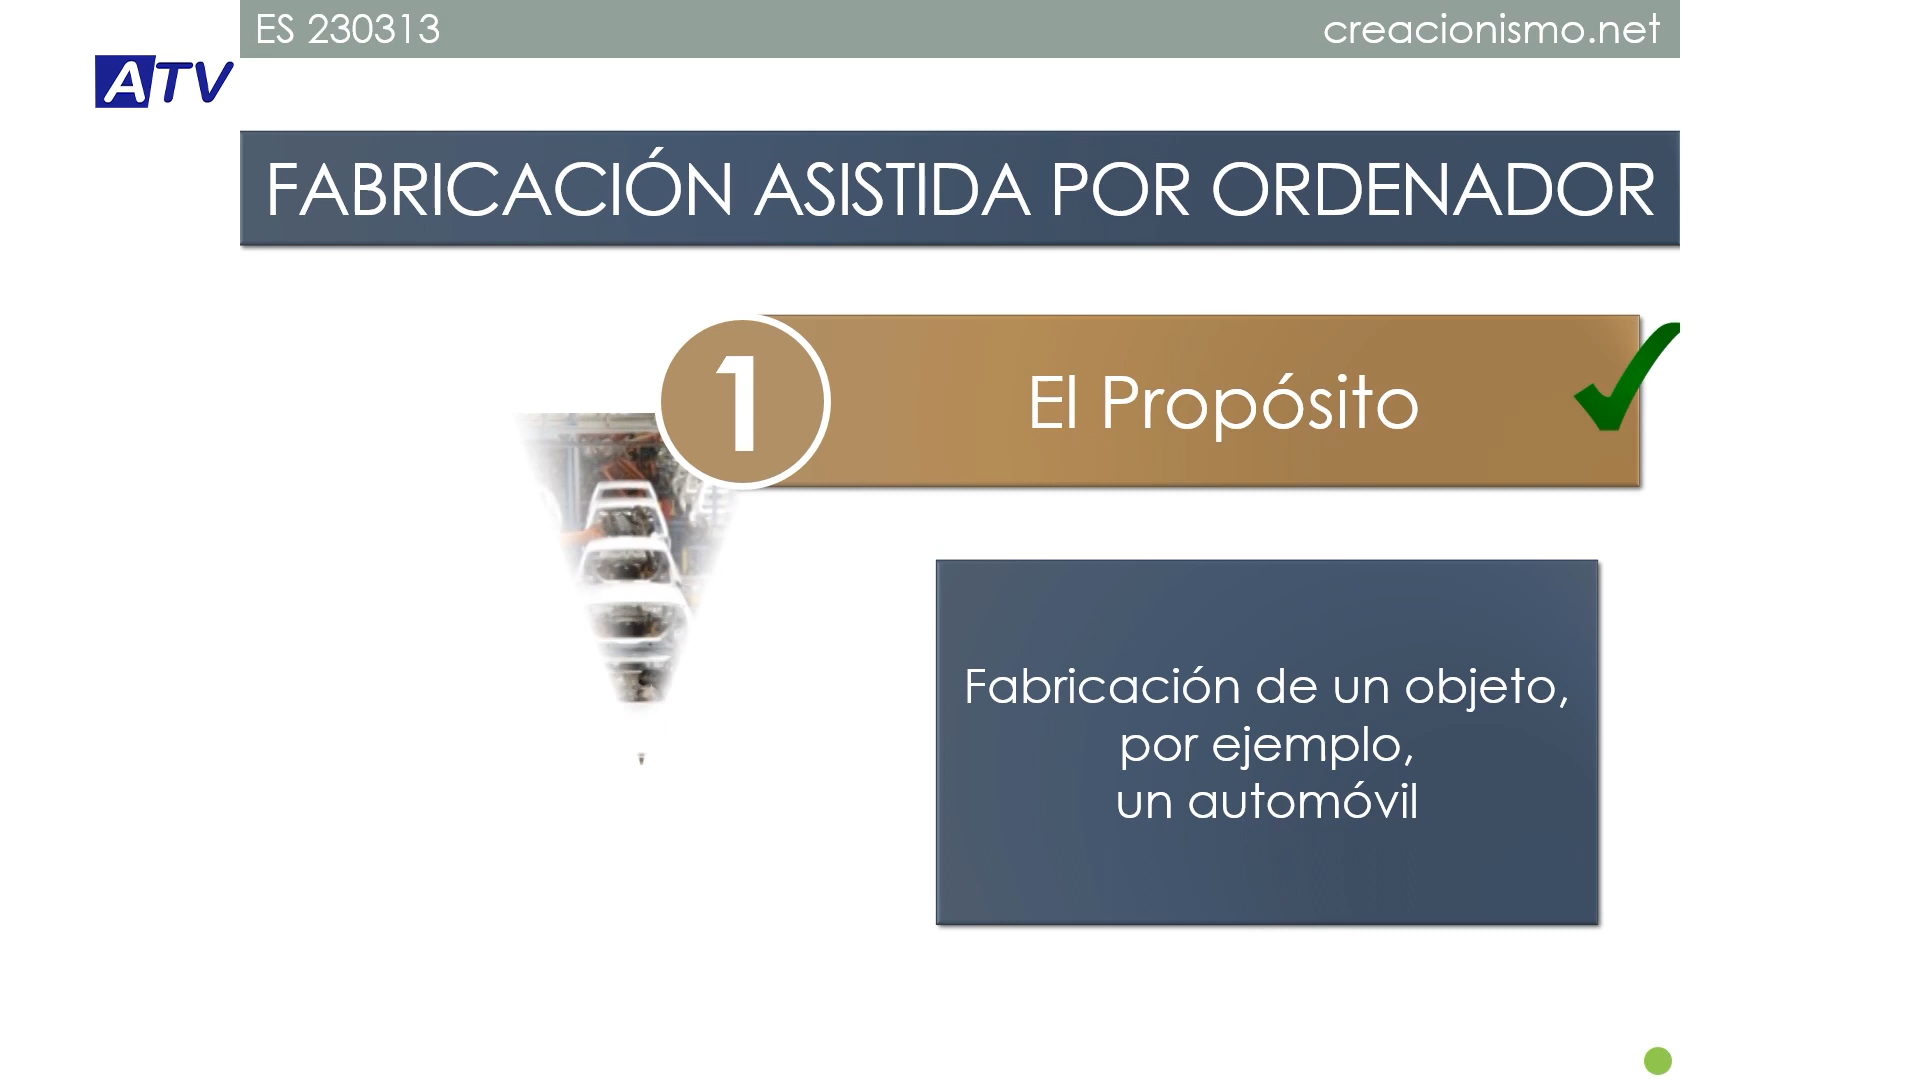 ES 230313
creacionismo.net
ATV
FABRICACIÓN ASISTIDA POR ORDENADOR
1
El Propósito
Fabricación de un objeto,
por ejemplo,
un automóvil